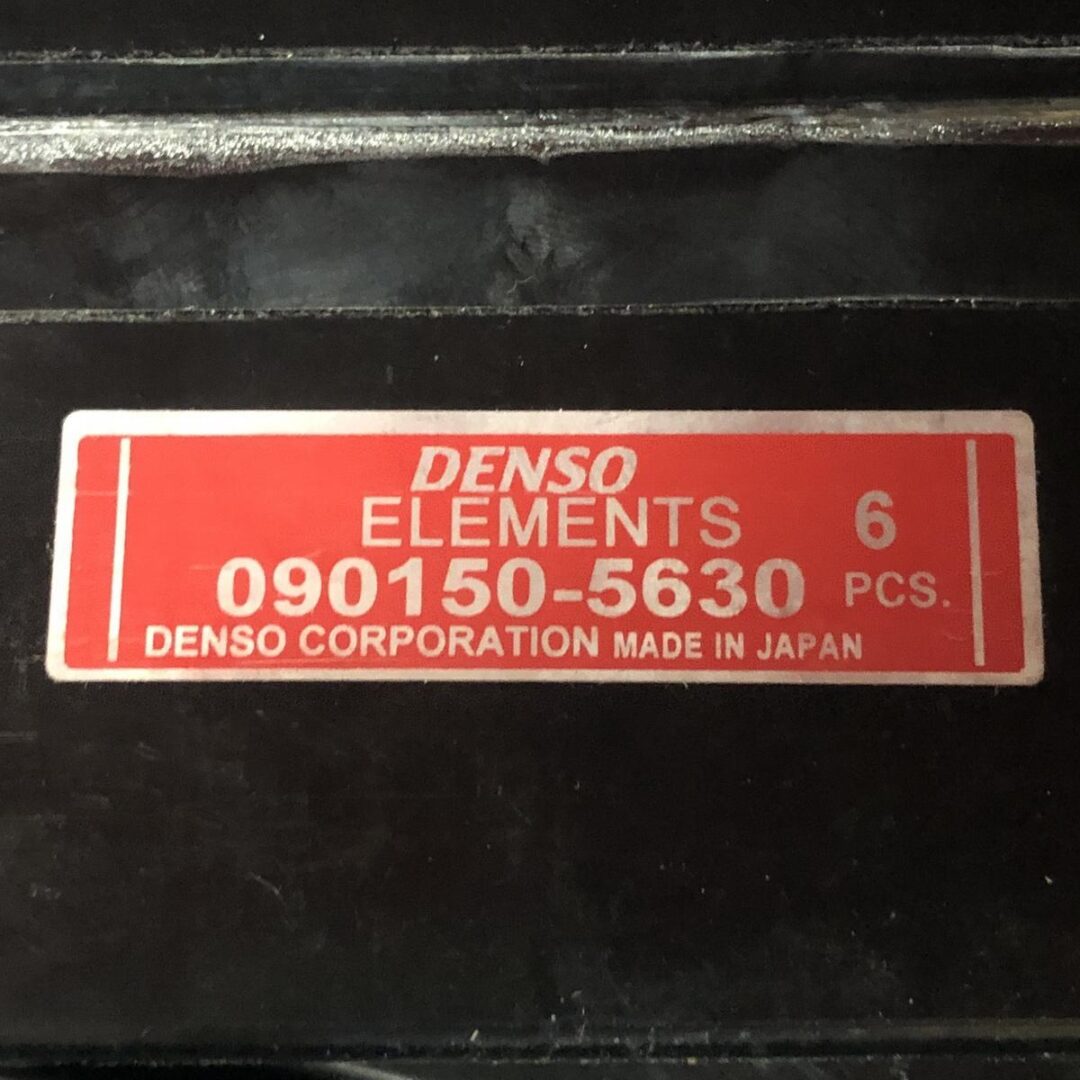 DENSO
ELEMENTS 6
090150-5630 PCS.
DENSO CORPORATION MADE IN JAPAN